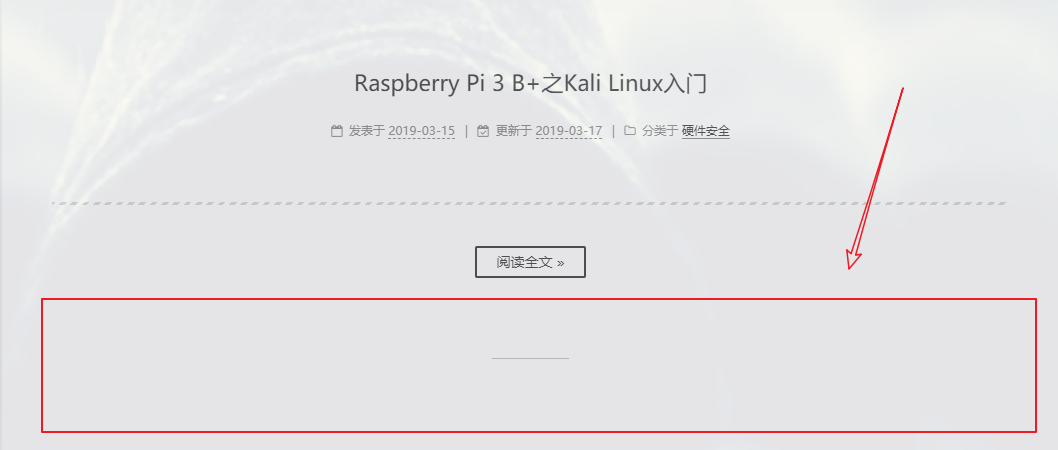 Raspberry Pi 3 B+之Kali Linux入门
发表于 2019-03-15 | 更新于 2019-03-17 | 分类于 硬件安全
阅读全文 »